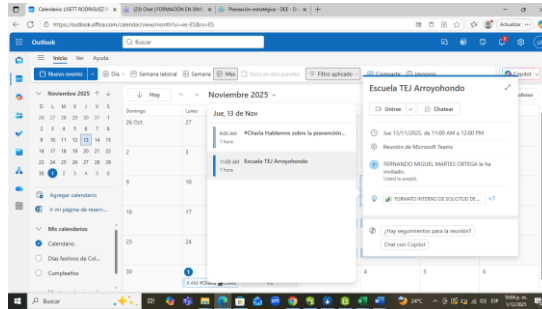 Calendario: LISETT RODRIGUEZ
(23) Chat | FORMACIÓN EN
Planeación estratégica - DEE - D
https://outlook.office.com/calendar/view/month?lv=es-ES&rs=ES
Actualizar
Outlook
Buscar
Inicio Ver Ayuda
Nuevo evento
Día
Semana laboral
Semana
Mes
Vista en dos paneles
Filtro aplicado
Compartir
Imprimir
Copilot
Noviembre 2025
D L M M J V S
26 27 28 29 30 31 1
2 3 4 5 6 7 8
9 10 11 12 13 14 15
16 17 18 19 20 21 22
23 24 25 26 27 28 29
30 1 2 3 4 5 6
Agregar calendario
Ir mi página de reserv...
Mis calendarios
Calendario
Días festivos de Col...
Cumpleaños
Hoy
Noviembre 2025
Domingo
Lunes
26 Oct
27
2
3
9
10
16
17
23
24
30
1
4
5
6
Jue, 13 de Nov
9:00 AM #Charla Hablemos sobre la prevención...
1 hora
11:00 AM Escuela TEJ Arroyohondo
1 hora
Escuela TEJ Arroyohondo
Unirse
Chatear
Jue 13/11/2025, de 11:00 AM a 12:00 PM
Reunión de Microsoft Teams
FERNANDO MIGUEL MARTES ORTEGA le ha
invitado.
Usted la aceptó.
FORMATO INTERNO DE SOLICITUD DE ...
+7
¿Hay seguimientos para la reunión?
Chat con Copilot
Buscar
24°C
ESP
1/12/2025